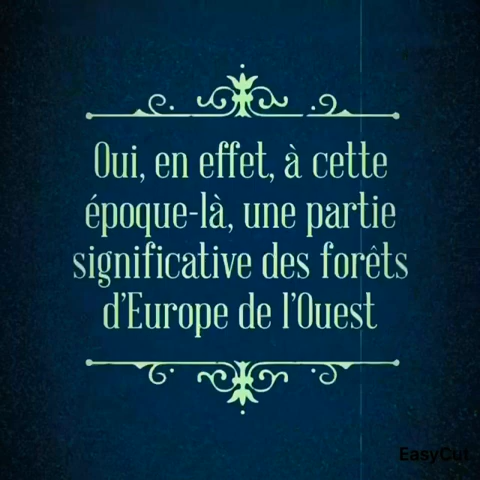 Oui, en effet, à cette
époque-là, une partie
significative des forêts
d'Europe de l'Ouest
EasyCut